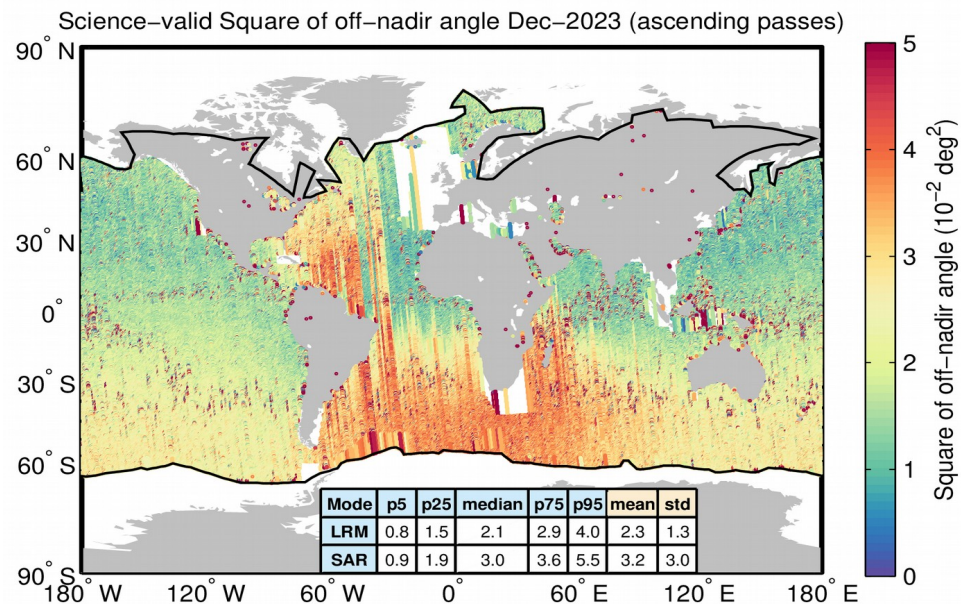 Science-valid Square of off-nadir angle Dec-2023 (ascending passes)
90° N
60° N
30° N
0°
30° S
60° S
90° S
180° W
120° W
60° W
0°
60° E
120° E
180° E
Mode p5 p25 median p75 p95 mean std
LRM 0.8 1.5 2.1 2.9 4.0 2.3 1.3
SAR 0.9 1.9 3.0 3.6 5.5 3.2 3.0
5
4
3
2
1
0
Square of off-nadir angle (10⁻² deg²)